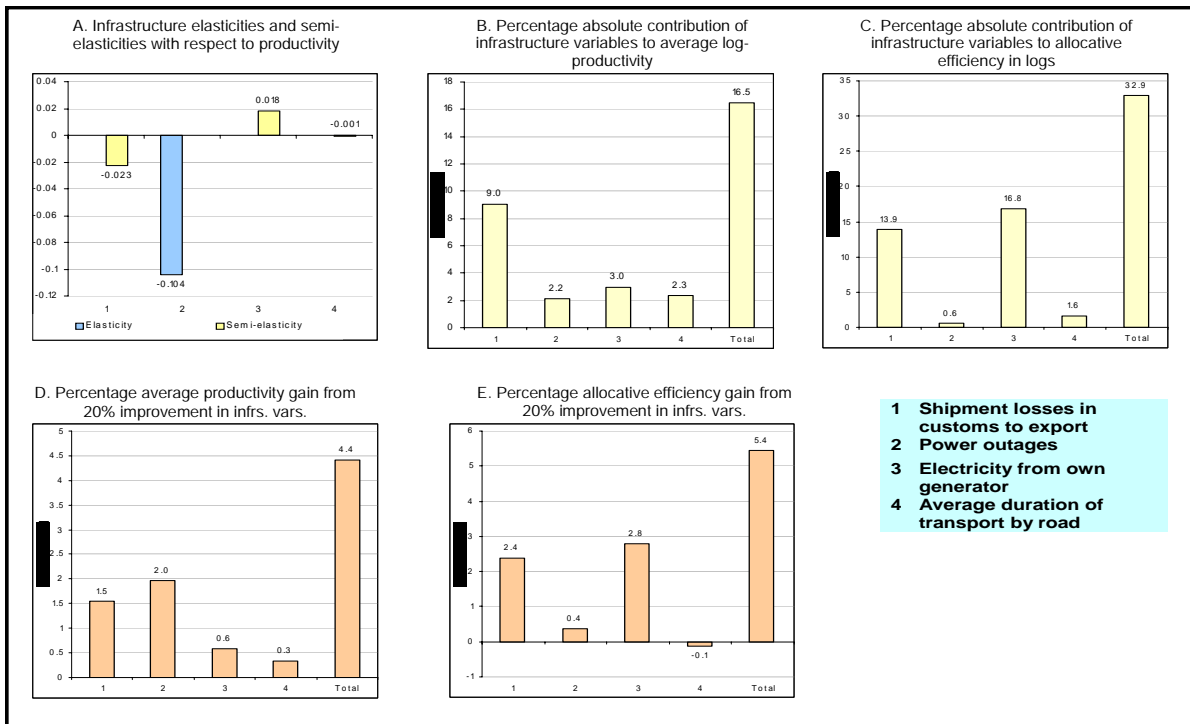 A. Infrastructure elasticities and semi-
elasticities with respect to productivity
0.04
0.02
0
-0.02
-0.04
-0.06
-0.08
-0.1
-0.12
-0.023
-0.104
0.018
-0.001
1 2 3 4
Elasticity Semi-elasticity
B. Percentage absolute contribution of
infrastructure variables to average log-
productivity
18
16
14
12
10
8
6
4
2
0
9.0
2.2
3.0
2.3
16.5
1 2 3 4 Total
C. Percentage absolute contribution of
infrastructure variables to allocative
efficiency in logs
35
30
25
20
15
10
5
0
13.9
0.6
16.8
1.6
32.9
1 2 3 4 Total
D. Percentage average productivity gain from
20% improvement in infrs. vars.
5
4.5
4
3.5
3
2.5
2
1.5
1
0.5
0
1.5
2.0
0.6
0.3
4.4
1 2 3 4 Total
E. Percentage allocative efficiency gain from
20% improvement in infrs. vars.
6
5
4
3
2
1
0
-1
2.4
0.4
2.8
-0.1
5.4
1 2 3 4 Total
1 Shipment losses in
customs to export
2 Power outages
3 Electricity from own
generator
4 Average duration of
transport by road